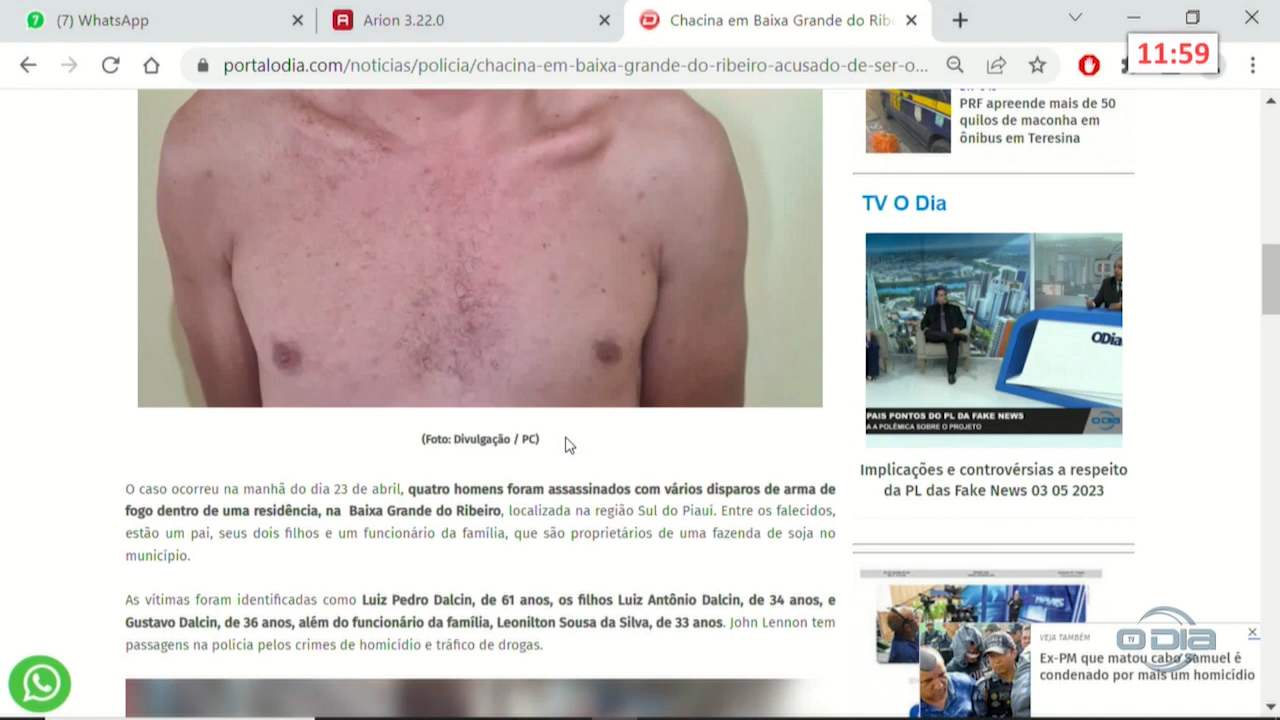 (7) WhatsApp
Arion 3.22.0
Chacina em Baixa Grande do Rib
11:59
portalodia.com/noticias/policia/chacina-em-baixa-grande-do-ribeiro-acusado-de-ser-o...
PRF apreende mais de 50
quilos de maconha em
ônibus em Teresina
TV O Dia
ODia
PAIS PONTOS DO PL DA FAKE NEWS
A A POLÊMICA SOBRE O PROJETO
O DIA
Implicações e controvérsias a respeito
da PL das Fake News 03 05 2023
(Foto: Divulgação / PC)
O caso ocorreu na manhã do dia 23 de abril, quatro homens foram assassinados com vários disparos de arma de
fogo dentro de uma residência, na Baixa Grande do Ribeiro, localizada na região Sul do Piauí. Entre os falecidos,
estão um pai, seus dois filhos e um funcionário da família, que são proprietários de uma fazenda de soja no
município.
As vítimas foram identificadas como Luiz Pedro Dalcin, de 61 anos, os filhos Luiz Antônio Dalcin, de 34 anos, e
Gustavo Dalcin, de 36 anos, além do funcionário da família, Leonilton Sousa da Silva, de 33 anos. John Lennon tem
passagens na polícia pelos crimes de homicídio e tráfico de drogas.
VEJA TAMBÉM
TV O DIA
Ex-PM que matou cabo Samuel é
condenado por mais um homicídio